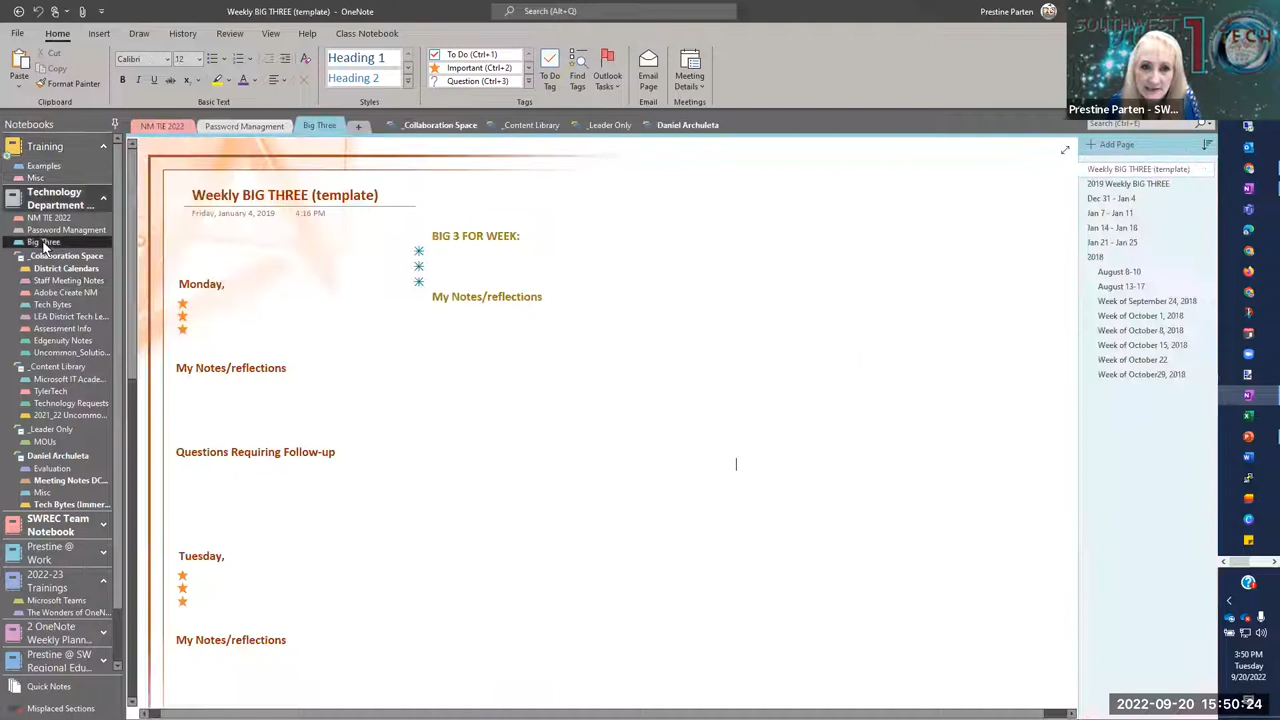 Weekly BIG THREE (template) - OneNote
Search (Alt+Q)
Prestine Parten
File Home Insert Draw History Review View Help Class Notebook
Paste
Cut
Copy
Format Painter
Clipboard
Calibri 12
Basic Text
Heading 1
Heading 2
Styles
To Do (Ctrl+1)
Important (Ctrl+2)
Question (Ctrl+3)
To Do Tag
Find Tags
Outlook Tasks
Tags
Email Page
Email
Meeting Details
Meetings
SOUTHWEST
TECH
Prestine Parten - SW...
Notebooks
NM TIE 2022
Password Managment
Big Three
_Collaboration Space
_Content Library
_Leader Only
Daniel Archuleta
Search (Ctrl+E)
Training
Examples
Misc
Technology Department ...
NM TIE 2022
Password Managment
Big Three
_Collaboration Space
District Calendars
Staff Meeting Notes
Adobe Create NM
Tech Bytes
LEA District Tech Le...
Assessment Info
Edgenuity Notes
Uncommon_Solutio...
_Content Library
Microsoft IT Acade...
TylerTech
Technology Requests
2021_22 Uncommo...
_Leader Only
MOUs
Daniel Archuleta
Evaluation
Meeting Notes DC...
Misc
Tech Bytes (Immer...
SWREC Team Notebook
Prestine @ Work
2022-23 Trainings
Microsoft Teams
The Wonders of OneN...
2 OneNote Weekly Plann...
Prestine @ SW Regional Edu...
Quick Notes
Misplaced Sections
Weekly BIG THREE (template)
Friday, January 4, 2019 4:16 PM
BIG 3 FOR WEEK:
My Notes/reflections
Monday,
My Notes/reflections
Questions Requiring Follow-up
Tuesday,
My Notes/reflections
Add Page
Weekly BIG THREE (template)
2019 Weekly BIG THREE
Dec 31 - Jan 4
Jan 7 - Jan 11
Jan 14 - Jan 18
Jan 21 - Jan 25
2018
August 8-10
August 13-17
Week of September 24, 2018
Week of October 1, 2018
Week of October 8, 2018
Week of October 15, 2018
Week of October 22
Week of October29, 2018
3:50 PM
Tuesday
9/20/2022
2022-09-20 15:50:24